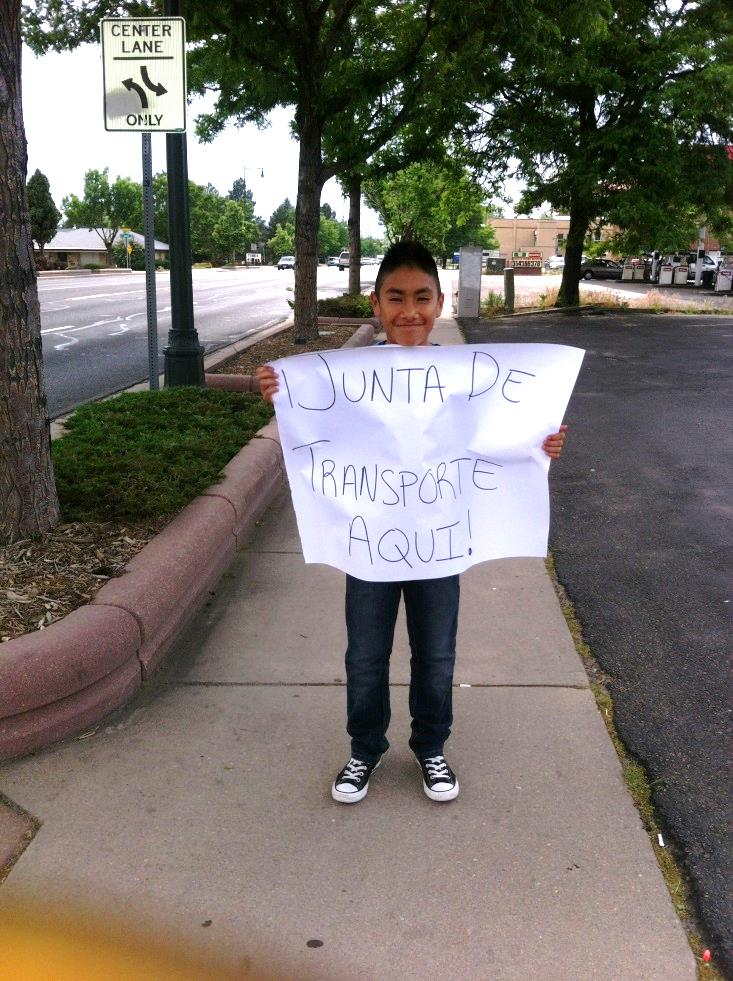 CENTER
LANE
ONLY
¡JUNTA DE
TRANSPORTE
AQUI!